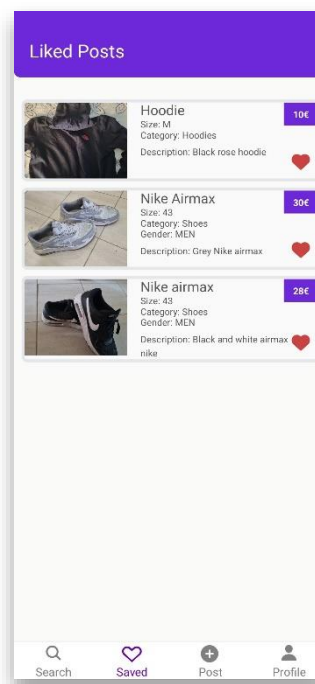 Liked Posts
Hoodie
10€
Size: M
Category: Hoodies
Description: Black rose hoodie
Nike Airmax
30€
Size: 43
Category: Shoes
Gender: MEN
Description: Grey Nike airmax
Nike airmax
28€
Size: 43
Category: Shoes
Gender: MEN
Description: Black and white airmax
nike
Search
Saved
Post
Profile